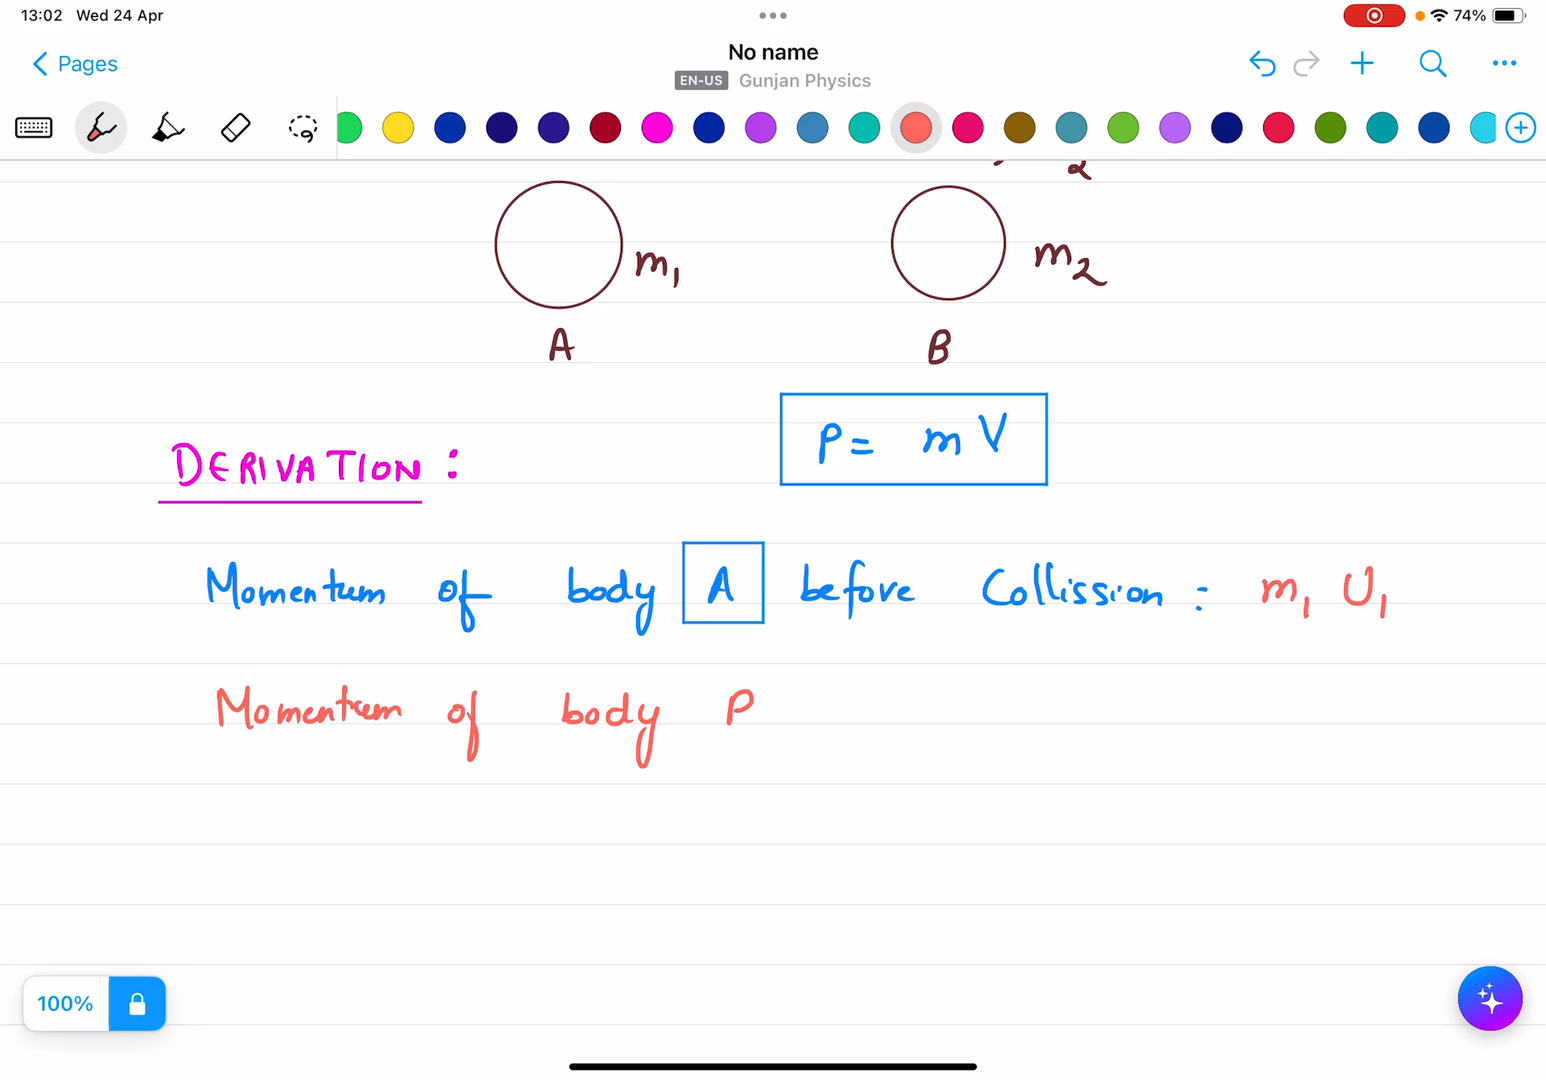 13:02 Wed 24 Apr
74%
Pages
No name
EN-US Gunjan Physics
2
m1
m2
A
B
P = mV
DERIVATION :
Momentum of body A before Collission : m1 U1
Momentum of body P
100%